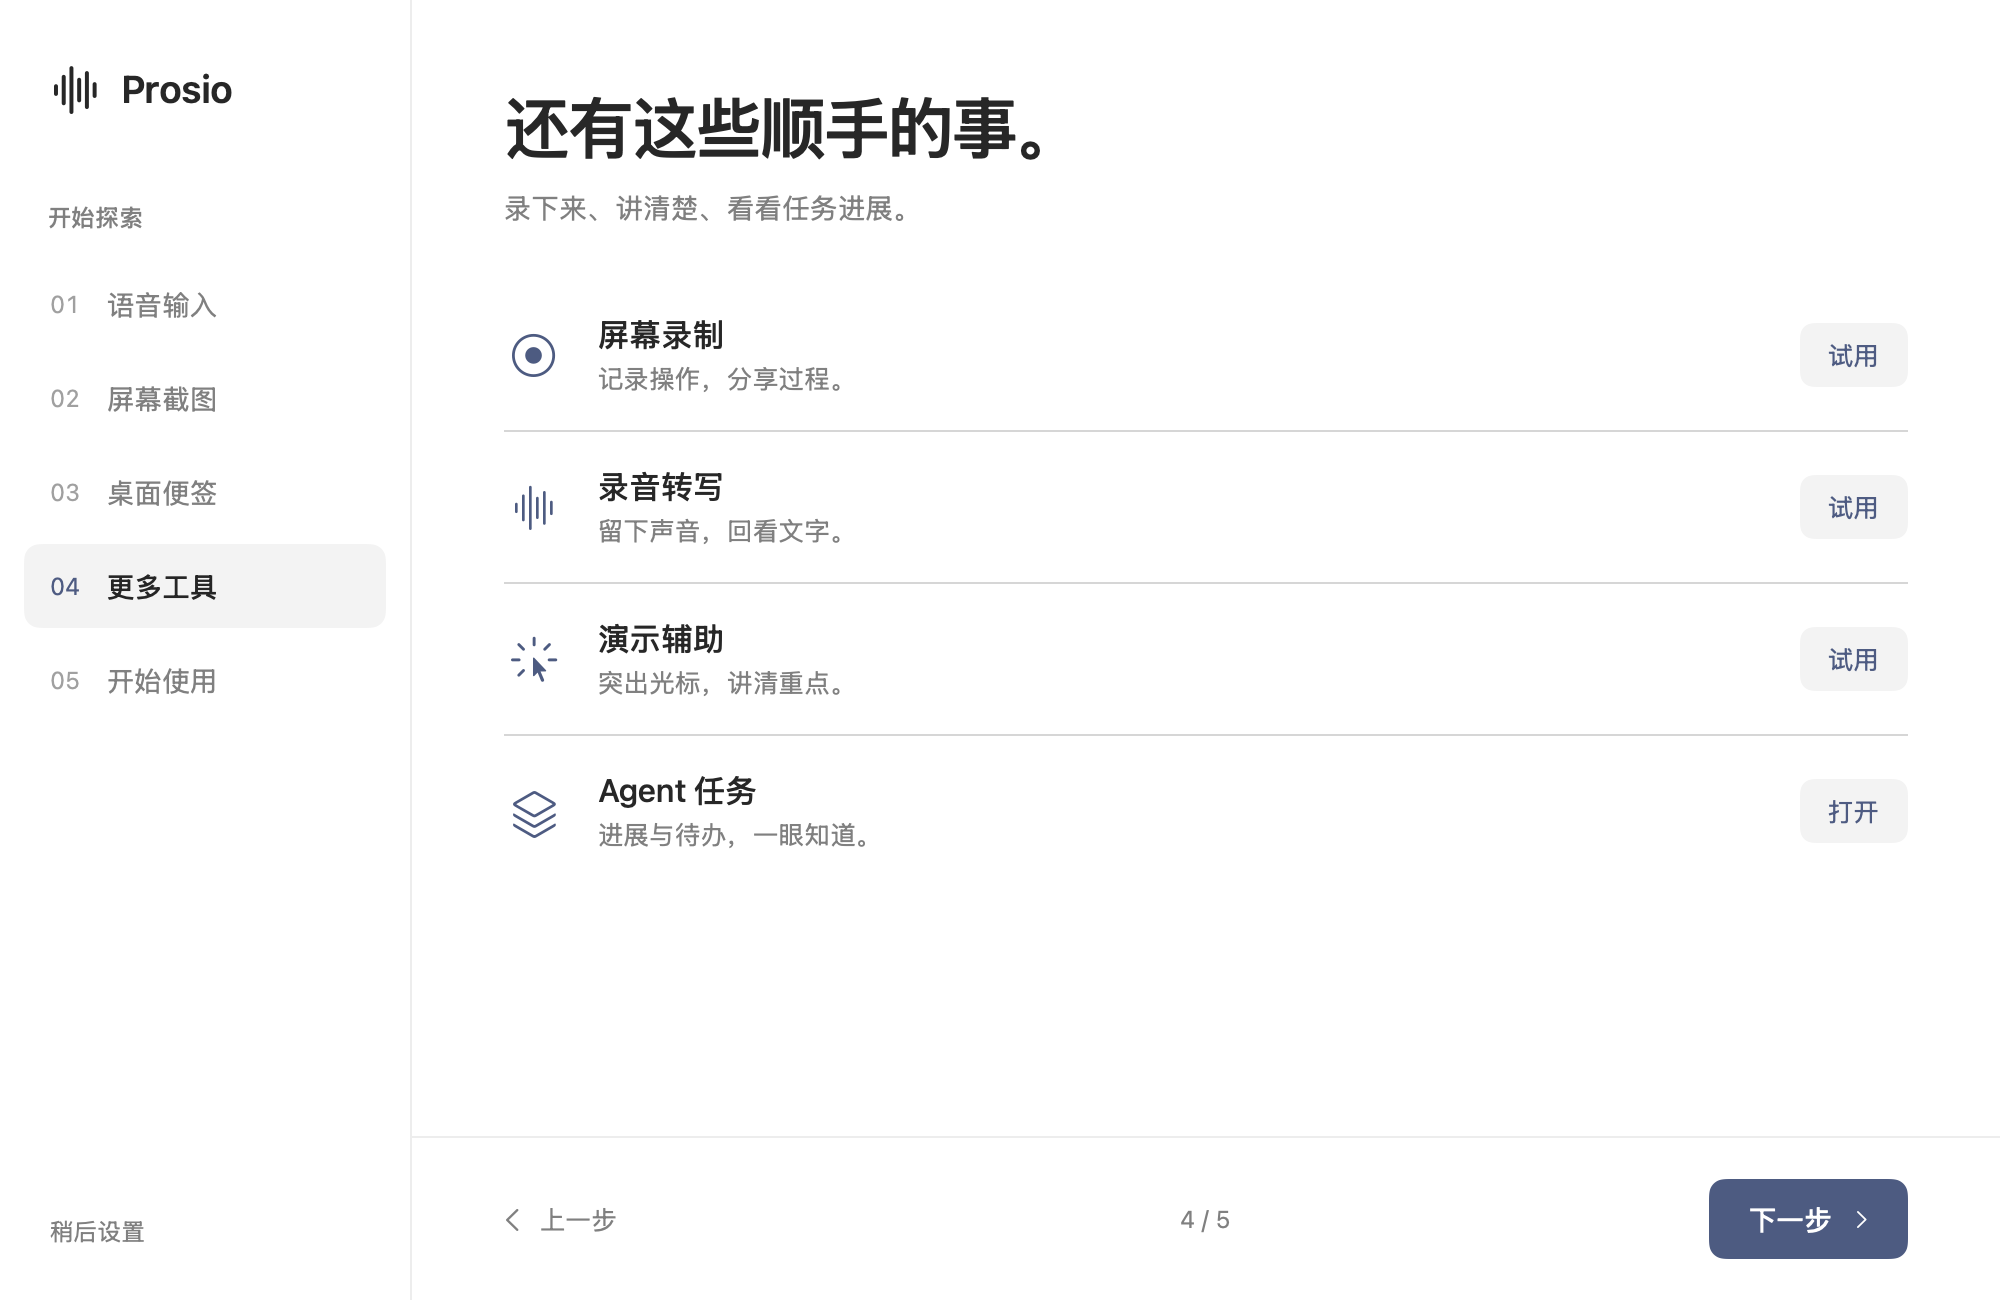 Prosio
开始探索
01 语音输入
02 屏幕截图
03 桌面便签
04 更多工具
05 开始使用
稍后设置
还有这些顺手的事。
录下来、讲清楚、看看任务进展。
屏幕录制
记录操作，分享过程。
试用
录音转写
留下声音，回看文字。
试用
演示辅助
突出光标，讲清重点。
试用
Agent 任务
进展与待办，一眼知道。
打开
上一步
4 / 5
下一步